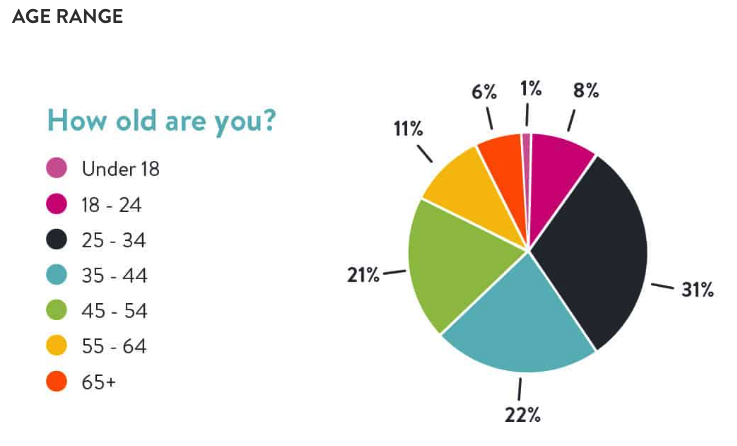 AGE RANGE
How old are you?
Under 18
18 - 24
25 - 34
35 - 44
45 - 54
55 - 64
65+
6% 1% 8%
11%
21%
31%
22%